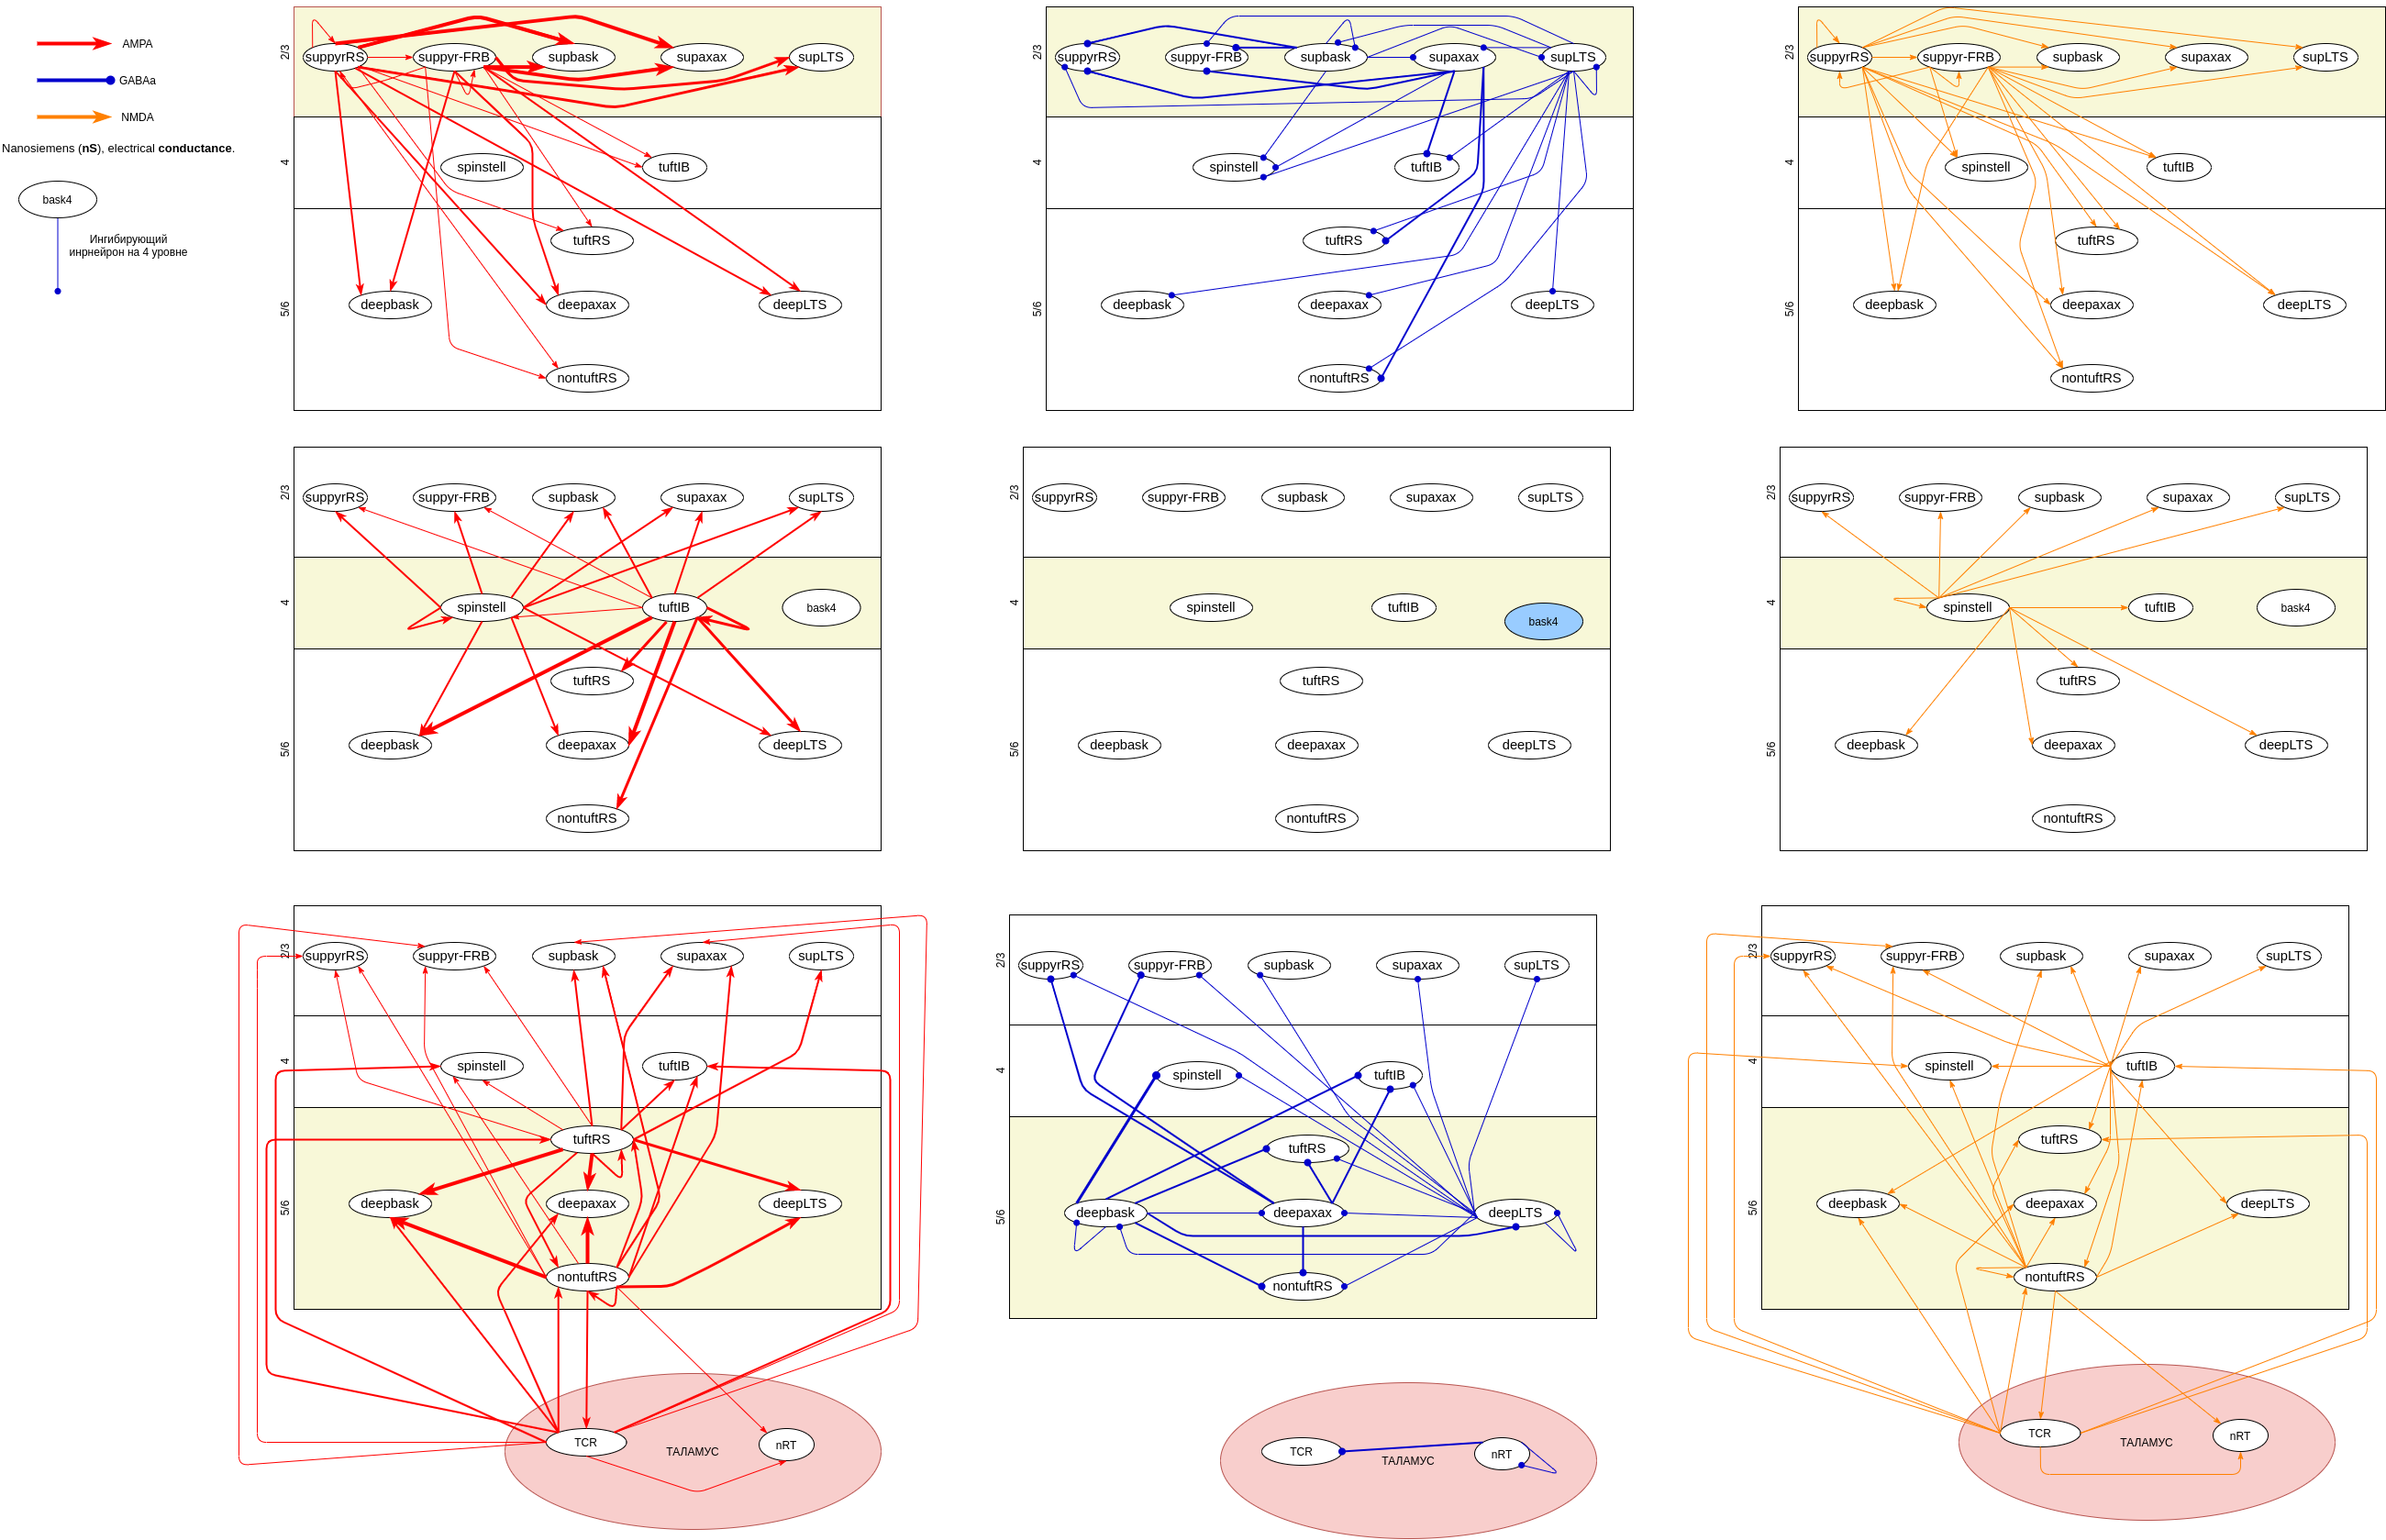 AMPA
GABAa
NMDA
Nanosiemens (nS), electrical conductance.
bask4
Ингибирующий
инрнейрон на 4 уровне
2/3
suppyrRS
suppyr-FRB
supbask
supaxax
supLTS
4
spinstell
tuftIB
tuftRS
5/6
deepbask
deepaxax
deepLTS
nontuftRS
2/3
suppyrRS
suppyr-FRB
supbask
supaxax
supLTS
4
spinstell
tuftIB
tuftRS
5/6
deepbask
deepaxax
deepLTS
nontuftRS
2/3
suppyrRS
suppyr-FRB
supbask
supaxax
supLTS
4
spinstell
tuftIB
tuftRS
5/6
deepbask
deepaxax
deepLTS
nontuftRS
2/3
suppyrRS
suppyr-FRB
supbask
supaxax
supLTS
4
spinstell
tuftIB
bask4
tuftRS
5/6
deepbask
deepaxax
deepLTS
nontuftRS
2/3
suppyrRS
suppyr-FRB
supbask
supaxax
supLTS
4
spinstell
tuftIB
bask4
tuftRS
5/6
deepbask
deepaxax
deepLTS
nontuftRS
2/3
suppyrRS
suppyr-FRB
supbask
supaxax
supLTS
4
spinstell
tuftIB
bask4
tuftRS
5/6
deepbask
deepaxax
deepLTS
nontuftRS
2/3
suppyrRS
suppyr-FRB
supbask
supaxax
supLTS
4
spinstell
tuftIB
tuftRS
5/6
deepbask
deepaxax
deepLTS
nontuftRS
TCR
ТАЛАМУС
nRT
2/3
suppyrRS
suppyr-FRB
supbask
supaxax
supLTS
4
spinstell
tuftIB
tuftRS
5/6
deepbask
deepaxax
deepLTS
nontuftRS
TCR
ТАЛАМУС
nRT
2/3
suppyrRS
suppyr-FRB
supbask
supaxax
supLTS
4
spinstell
tuftIB
tuftRS
5/6
deepbask
deepaxax
deepLTS
nontuftRS
TCR
ТАЛАМУС
nRT